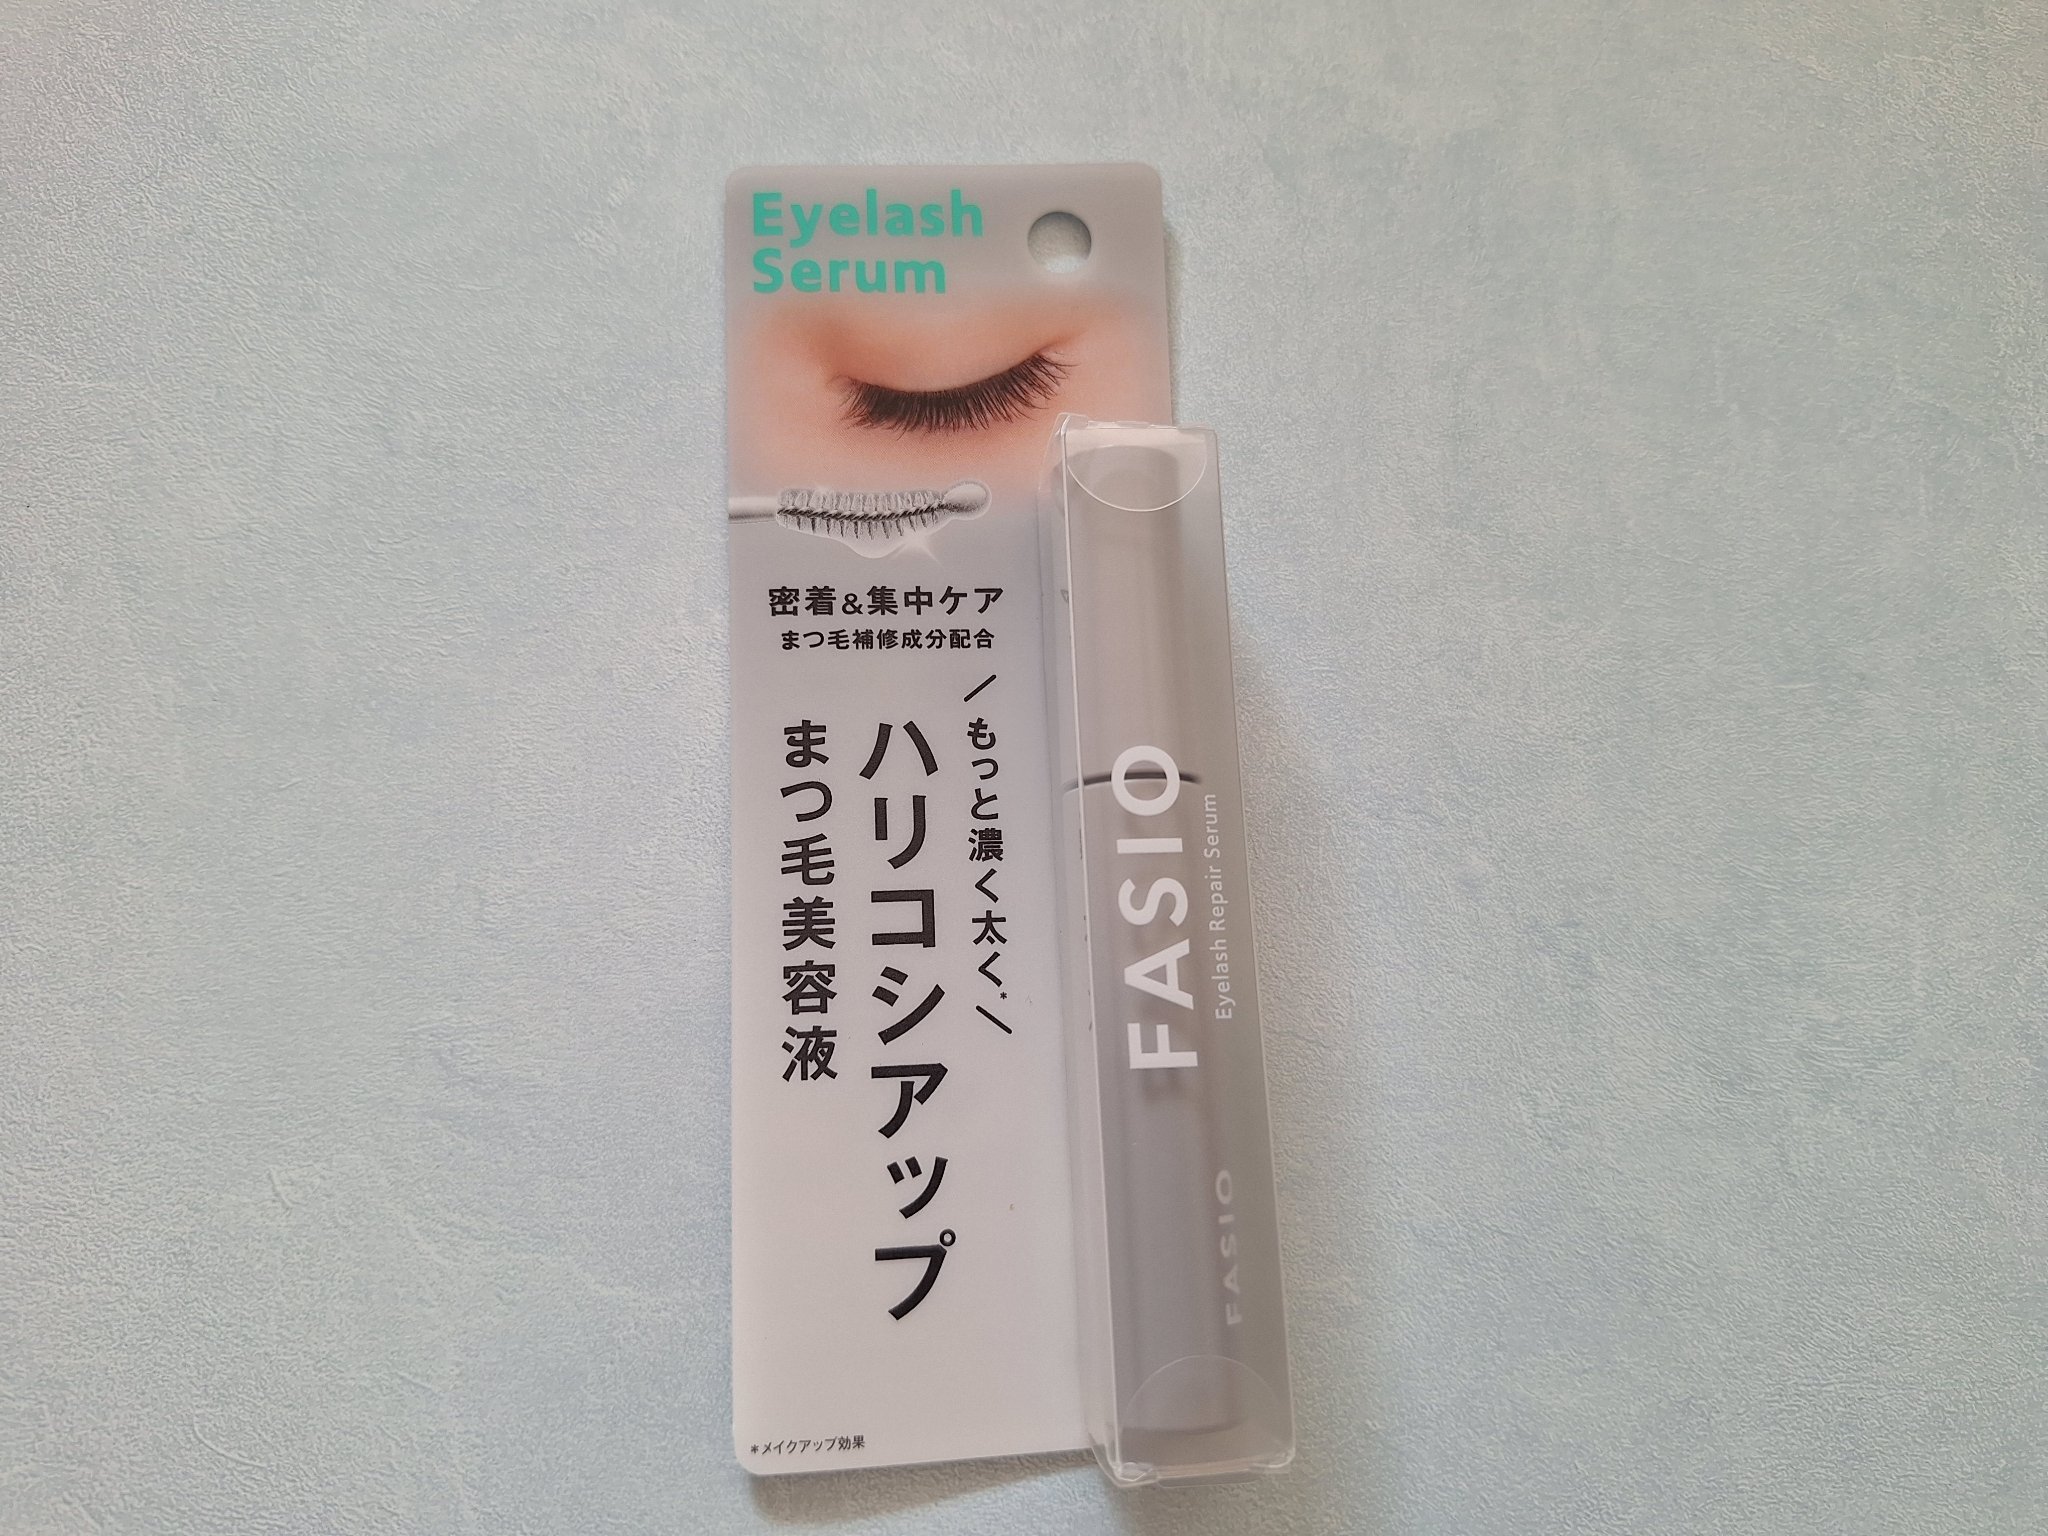 Eyelash
Serum
密着&集中ケア
まつ毛補修成分配合
もっと濃く太く*
ハリコシアップ
まつ毛美容液
*メイクアップ効果
FASIO
Eyelash Repair Serum
FASIO